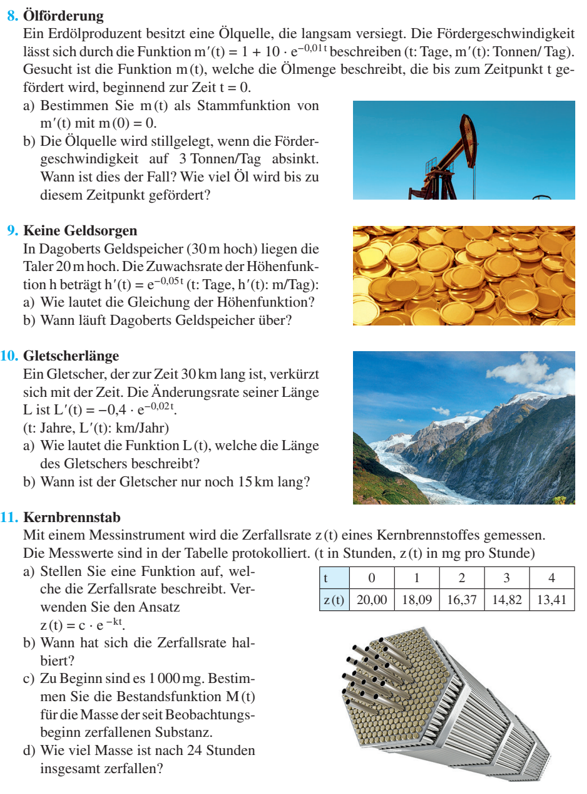 8. Ölförderung
Ein Erdölproduzent besitzt eine Ölquelle, die langsam versiegt. Die Fördergeschwindigkeit
lässt sich durch die Funktion m′(t) = 1 + 10 · e^−0,01t beschreiben (t: Tage, m′(t): Tonnen/Tag).
Gesucht ist die Funktion m(t), welche die Ölmenge beschreibt, die bis zum Zeitpunkt t ge-
fördert wird, beginnend zur Zeit t = 0.
a) Bestimmen Sie m(t) als Stammfunktion von
m′(t) mit m(0) = 0.
b) Die Ölquelle wird stillgelegt, wenn die Förder-
geschwindigkeit auf 3 Tonnen/Tag absinkt.
Wann ist dies der Fall? Wie viel Öl wird bis zu
diesem Zeitpunkt gefördert?
9. Keine Geldsorgen
In Dagoberts Geldspeicher (30 m hoch) liegen die
Taler 20 m hoch. Die Zuwachsrate der Höhenfunk-
tion h beträgt h′(t) = e^−0,05t (t: Tage, h′(t): m/Tag):
a) Wie lautet die Gleichung der Höhenfunktion?
b) Wann läuft Dagoberts Geldspeicher über?
10. Gletscherlänge
Ein Gletscher, der zur Zeit 30 km lang ist, verkürzt
sich mit der Zeit. Die Änderungsrate seiner Länge
L ist L′(t) = −0,4 · e^−0,02t.
(t: Jahre, L′(t): km/Jahr)
a) Wie lautet die Funktion L(t), welche die Länge
des Gletschers beschreibt?
b) Wann ist der Gletscher nur noch 15 km lang?
11. Kernbrennstab
Mit einem Messinstrument wird die Zerfallsrate z(t) eines Kernbrennstoffes gemessen.
Die Messwerte sind in der Tabelle protokolliert. (t in Stunden, z(t) in mg pro Stunde)
a) Stellen Sie eine Funktion auf, wel-
che die Zerfallsrate beschreibt. Ver-
wenden Sie den Ansatz
z(t) = c · e^−kt.
b) Wann hat sich die Zerfallsrate hal-
biert?
c) Zu Beginn sind es 1000 mg. Bestim-
men Sie die Bestandsfunktion M(t)
für die Masse der seit Beobachtungs-
beginn zerfallenen Substanz.
d) Wie viel Masse ist nach 24 Stunden
insgesamt zerfallen?
t 0 1 2 3 4
z(t) 20,00 18,09 16,37 14,82 13,41